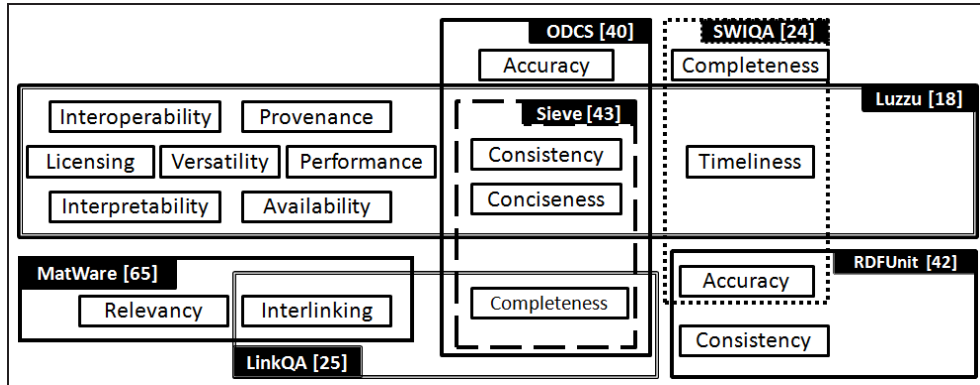 ODCS [40]
SWIQA [24]
Accuracy
Completeness
Luzzu [18]
Interoperability
Provenance
Sieve [43]
Licensing
Versatility
Performance
Consistency
Timeliness
Interpretability
Availability
Conciseness
MatWare [65]
RDFUnit [42]
Accuracy
Relevancy
Interlinking
Completeness
Consistency
LinkQA [25]